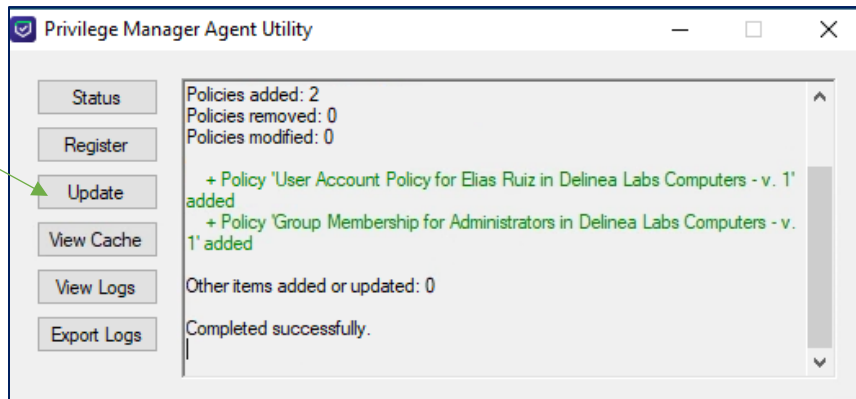 Privilege Manager Agent Utility
Status
Register
Update
View Cache
View Logs
Export Logs
Policies added: 2
Policies removed: 0
Policies modified: 0
+ Policy 'User Account Policy for Elias Ruiz in Delinea Labs Computers - v. 1'
added
+ Policy 'Group Membership for Administrators in Delinea Labs Computers - v.
1' added
Other items added or updated: 0
Completed successfully.